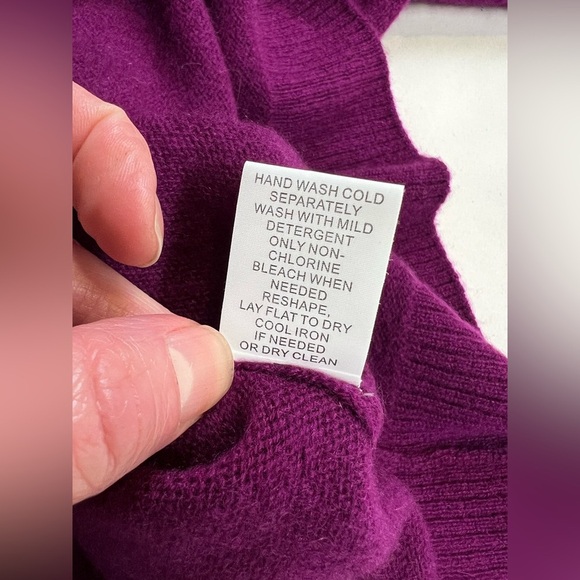 HAND WASH COLD
SEPARATELY
WASH WITH MILD
DETERGENT
ONLY NON-
CHLORINE
BLEACH WHEN
NEEDED
RESHAPE,
LAY FLAT TO DRY
COOL IRON
IF NEEDED
OR DRY CLEAN